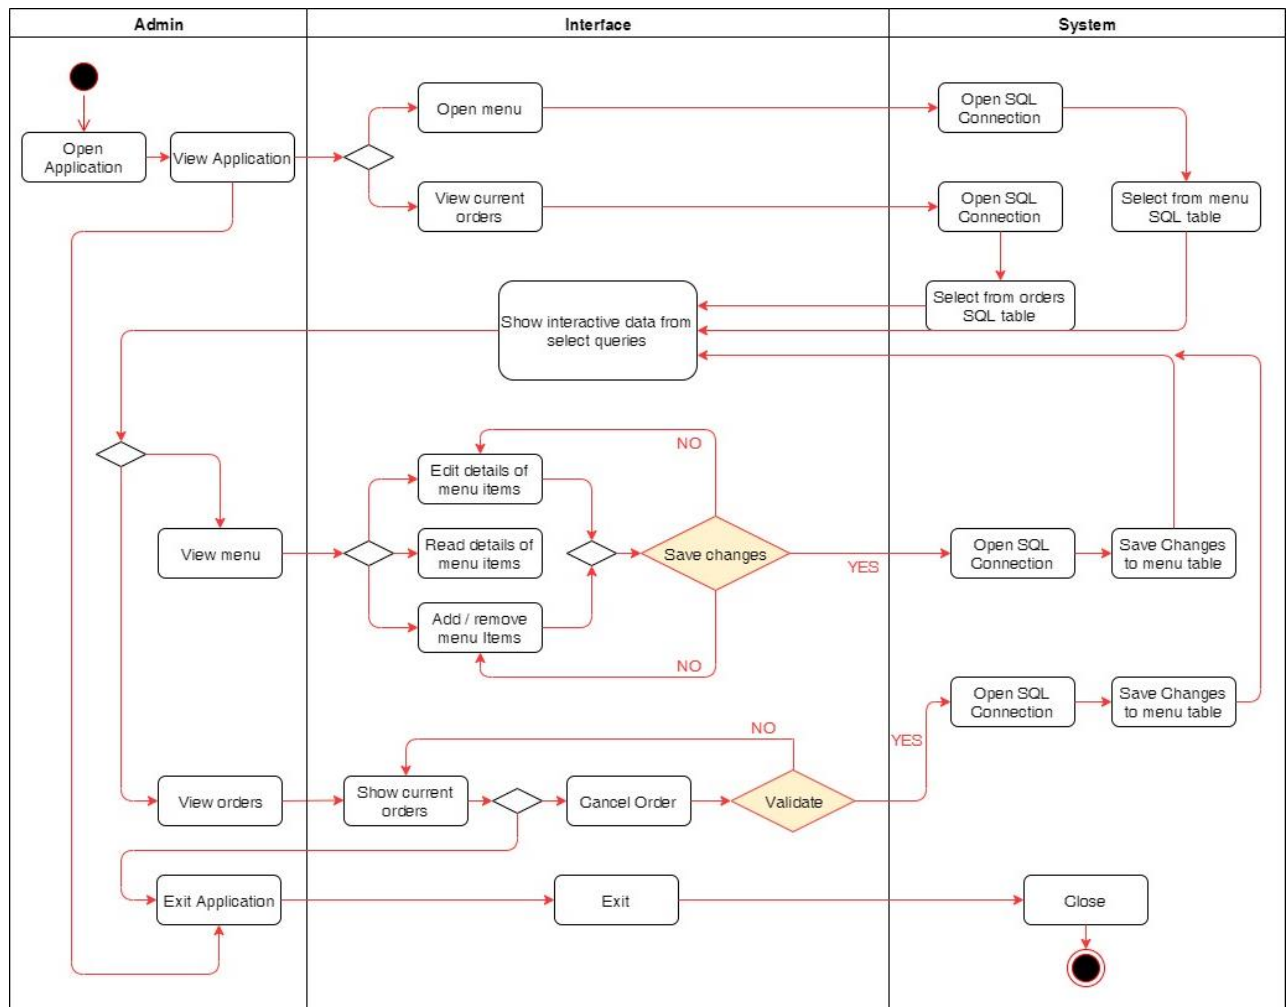 Admin
Interface
System
Open
Application
View Application
Open menu
Open SQL
Connection
View current
orders
Open SQL
Connection
Select from menu
SQL table
Show interactive data from
select queries
Select from orders
SQL table
NO
Edit details of
menu items
View menu
Read details of
menu items
Save changes
YES
Open SQL
Connection
Save Changes
to menu table
Add / remove
menu Items
NO
Open SQL
Connection
Save Changes
to menu table
NO
YES
View orders
Show current
orders
Cancel Order
Validate
Exit Application
Exit
Close